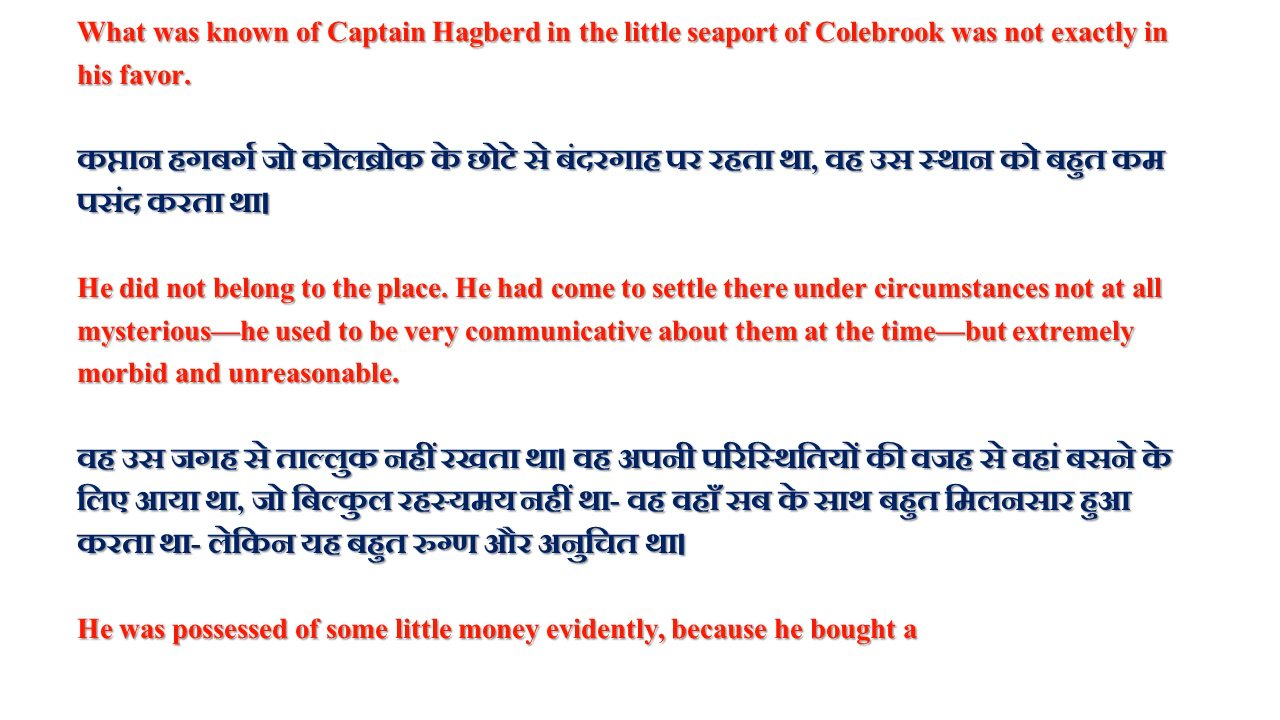 What was known of Captain Hagberd in the little seaport of Colebrook was not exactly in
his favor.
कप्तान हगबर्ग जो कोलब्रोक के छोटे से बंदरगाह पर रहता था, वह उस स्थान को बहुत कम
पसंद करता था।
He did not belong to the place. He had come to settle there under circumstances not at all
mysterious—he used to be very communicative about them at the time—but extremely
morbid and unreasonable.
वह उस जगह से ताल्लुक नहीं रखता था। वह अपनी परिस्थितियों की वजह से वहां बसने के
लिए आया था, जो बिल्कुल रहस्यमय नहीं था- वह वहाँ सब के साथ बहुत मिलनसार हुआ
करता था- लेकिन यह बहुत रुग्ण और अनुचित था।
He was possessed of some little money evidently, because he bought a